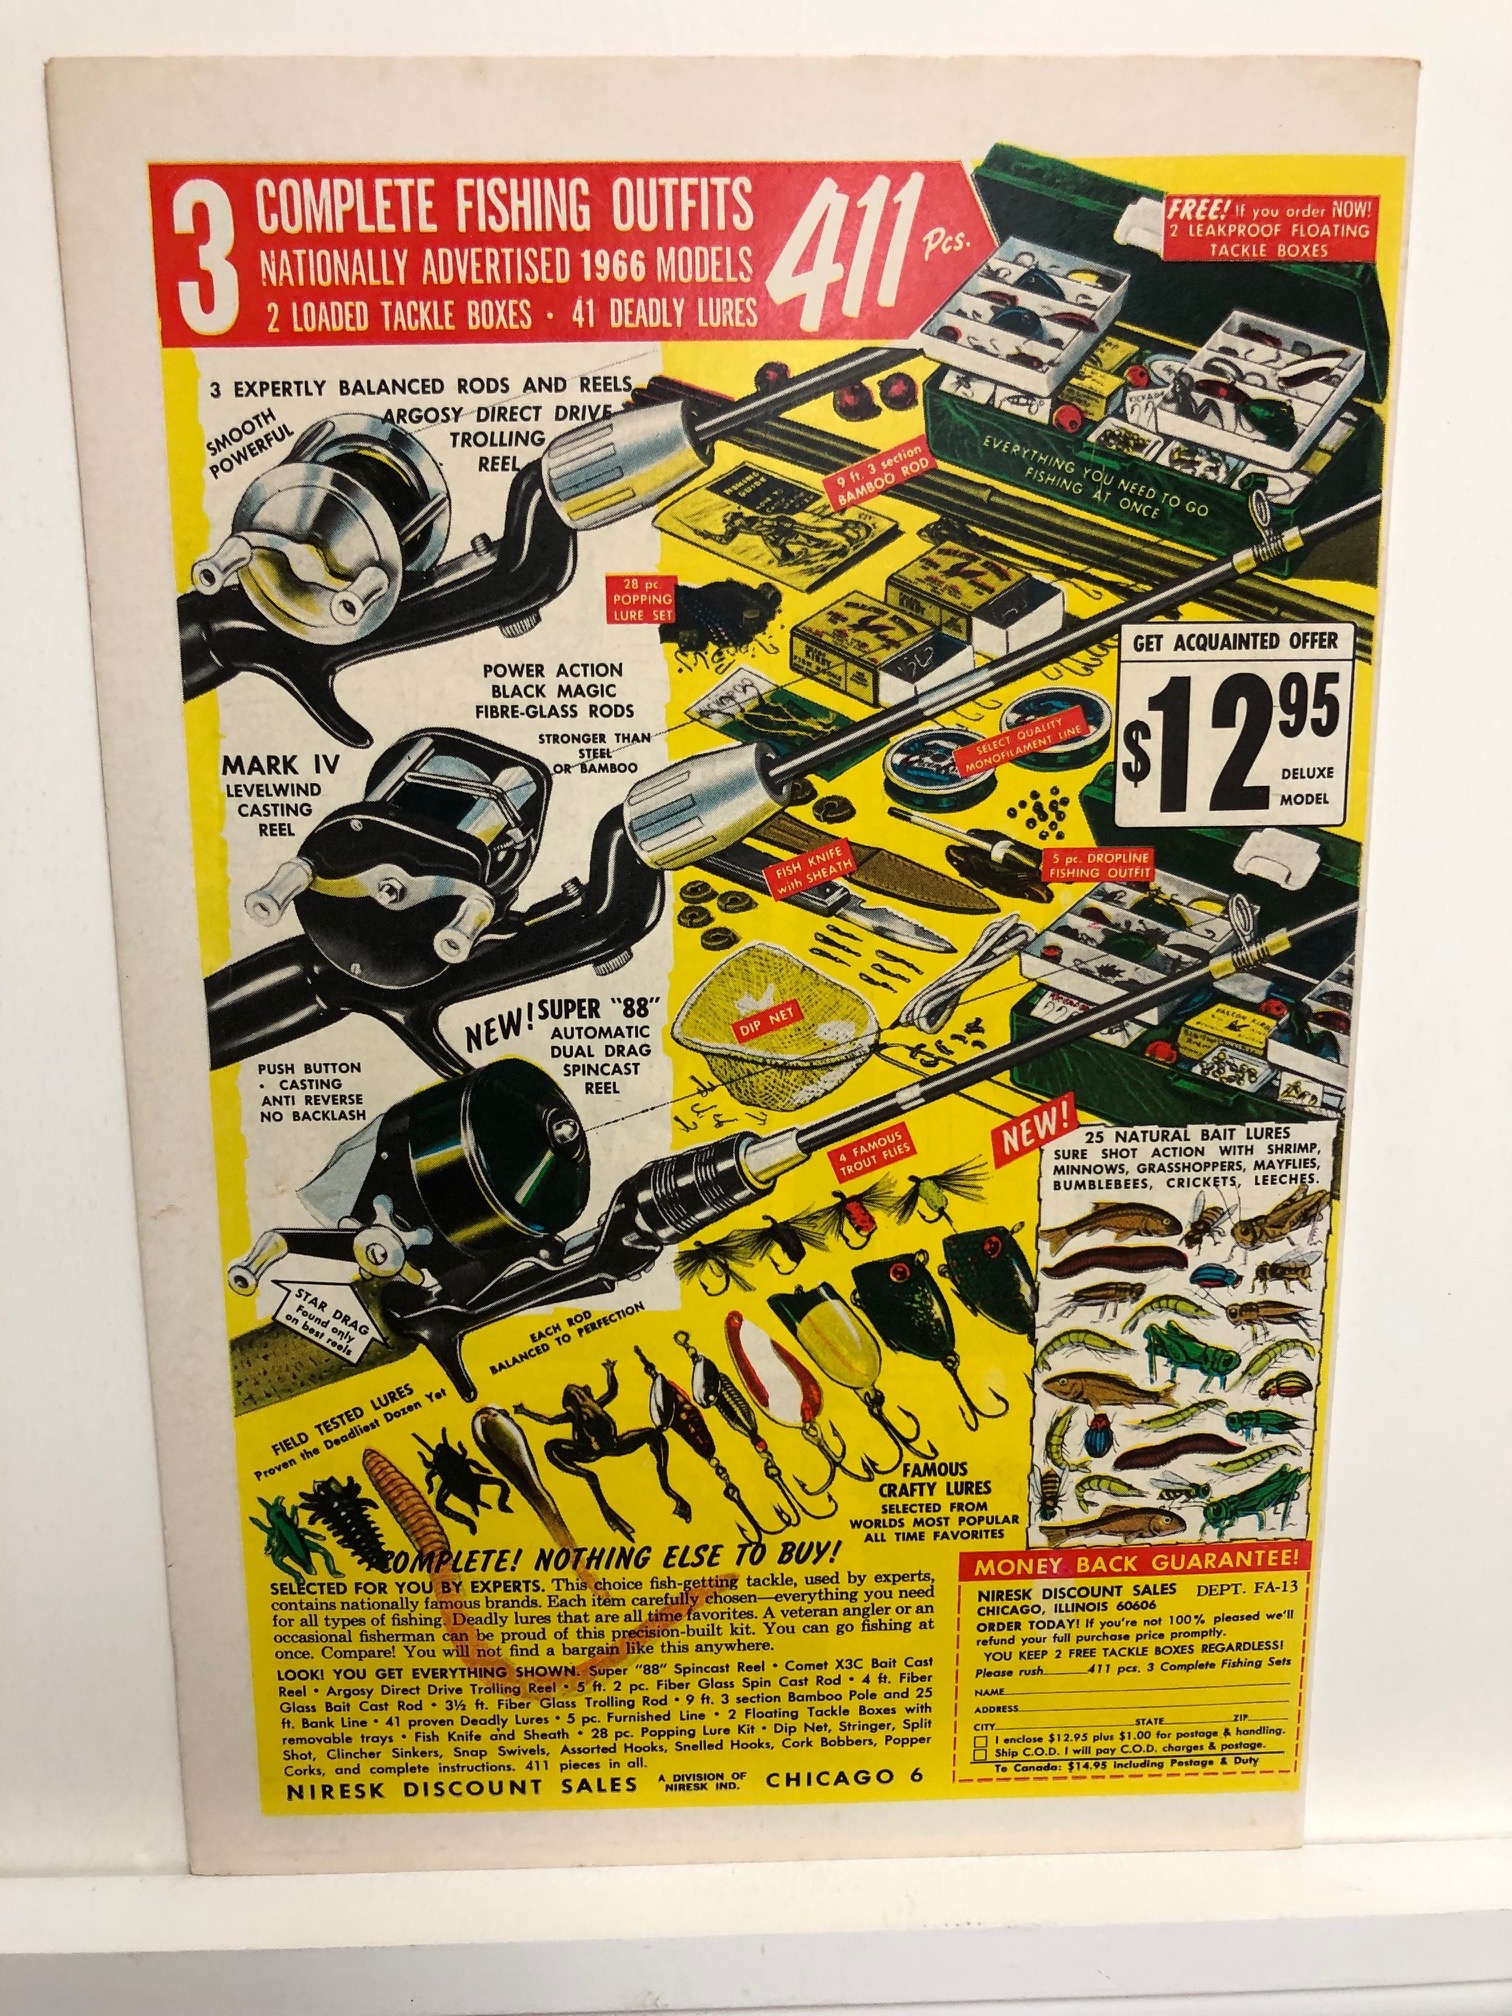 3 COMPLETE FISHING OUTFITS
NATIONALLY ADVERTISED 1966 MODELS
2 LOADED TACKLE BOXES • 41 DEADLY LURES
411 Pcs.
FREE! If you order NOW!
2 LEAKPROOF FLOATING
TACKLE BOXES
3 EXPERTLY BALANCED RODS AND REELS
SMOOTH
POWERFUL
ARGOSY DIRECT DRIVE
TROLLING
REEL
9 ft. 3 section
BAMBOO ROD
EVERYTHING YOU NEED TO GO
FISHING AT ONCE
28 pc.
POPPING
LURE SET
GET ACQUAINTED OFFER
$12.95
DELUXE
MODEL
POWER ACTION
BLACK MAGIC
FIBRE-GLASS RODS
STRONGER THAN
STEEL
OR BAMBOO
SELECT QUALITY
MONOFILAMENT LINE
MARK IV
LEVELWIND
CASTING
REEL
FISH KNIFE
with SHEATH
5 pc. DROPLINE
FISHING OUTFIT
DIP NET
NEW! SUPER "88"
AUTOMATIC
DUAL DRAG
SPINCAST
REEL
PUSH BUTTON
• CASTING
ANTI REVERSE
NO BACKLASH
4 FAMOUS
TROUT FLIES
NEW!
25 NATURAL BAIT LURES
SURE SHOT ACTION WITH SHRIMP,
MINNOWS, GRASSHOPPERS, MAYFLIES,
BUMBLEBEES, CRICKETS, LEECHES.
STAR DRAG
Found only
on best reels
EACH ROD
BALANCED TO PERFECTION
FIELD TESTED LURES
Proven the Deadliest Dozen Yet
FAMOUS
CRAFTY LURES
SELECTED FROM
WORLDS MOST POPULAR
ALL TIME FAVORITES
COMPLETE! NOTHING ELSE TO BUY!
SELECTED FOR YOU BY EXPERTS. This choice fish-getting tackle, used by experts,
contains nationally famous brands. Each item carefully chosen—everything you need
for all types of fishing. Deadly lures that are all time favorites. A veteran angler or an
occasional fisherman can be proud of this precision-built kit. You can go fishing at
once. Compare! You will not find a bargain like this anywhere.
LOOK! YOU GET EVERYTHING SHOWN. Super "88" Spincast Reel • Comet X3C Bait Cast
Reel • Argosy Direct Drive Trolling Reel • 5 ft. 2 pc. Fiber Glass Spin Cast Rod • 4 ft. Fiber
Glass Bait Cast Rod • 3½ ft. Fiber Glass Trolling Rod • 9 ft. 3 section Bamboo Pole and 25
ft. Bank Line • 41 proven Deadly Lures • 5 pc. Furnished Line • 2 Floating Tackle Boxes with
removable trays • Fish Knife and Sheath • 28 pc. Popping Lure Kit • Dip Net, Stringer, Split
Shot, Clincher Sinkers, Snap Swivels, Assorted Hooks, Snelled Hooks, Cork Bobbers, Popper
Corks, and complete instructions. 411 pieces in all.
NIRESK DISCOUNT SALES A DIVISION OF NIRESK IND. CHICAGO 6
MONEY BACK GUARANTEE!
NIRESK DISCOUNT SALES DEPT. FA-13
CHICAGO, ILLINOIS 60606
ORDER TODAY! If you're not 100% pleased we'll
refund your full purchase price promptly.
YOU KEEP 2 FREE TACKLE BOXES REGARDLESS!
Please rush 411 pcs. 3 Complete Fishing Sets
NAME
ADDRESS
CITY STATE ZIP
I enclose $12.95 plus $1.00 for postage & handling.
Ship C.O.D. I will pay C.O.D. charges & postage.
To Canada: $14.95 Including Postage & Duty